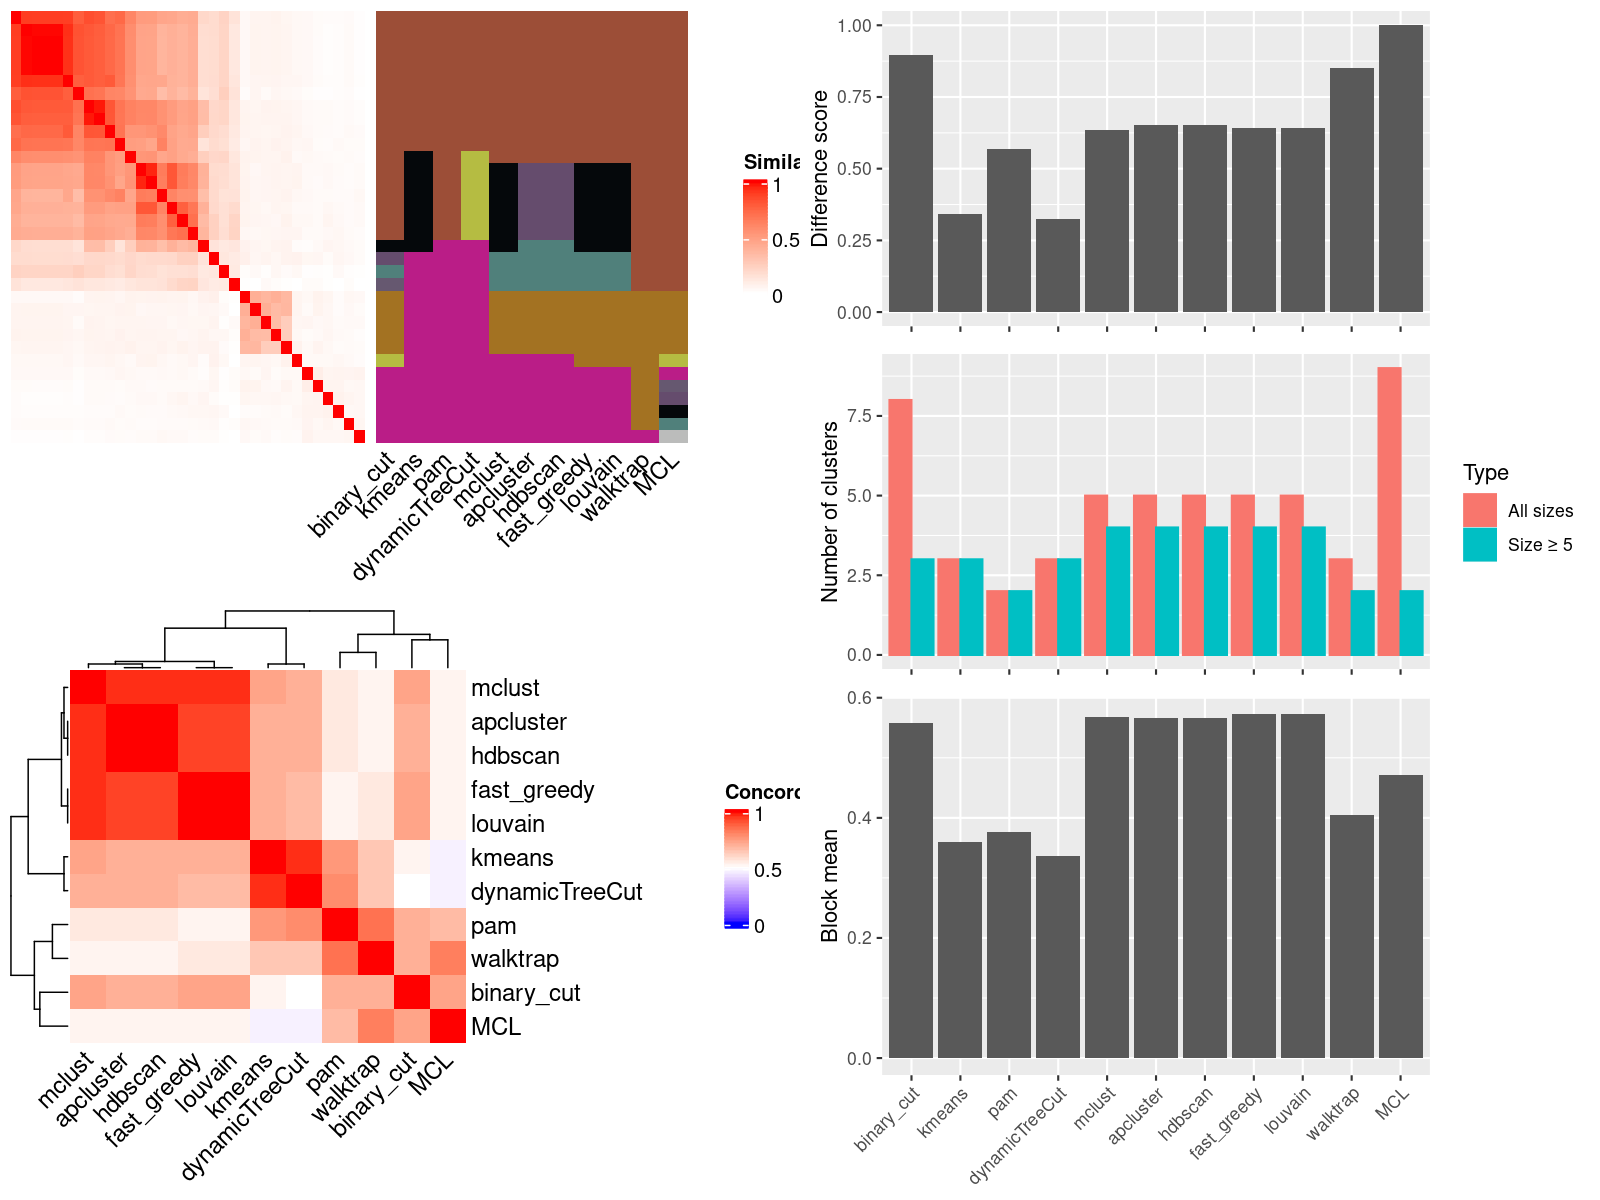 Simila
1
0.5
0
binary_cut
kmeans
pam
dynamicTreeCut
mclust
apcluster
hdbscan
fast_greedy
louvain
walktrap
MCL
mclust
apcluster
hdbscan
fast_greedy
louvain
kmeans
dynamicTreeCut
pam
walktrap
binary_cut
MCL
mclust
apcluster
hdbscan
fast_greedy
louvain
kmeans
dynamicTreeCut
pam
walktrap
binary_cut
MCL
Concord
1
0.5
0
Difference score
1.00
0.75
0.50
0.25
0.00
Number of clusters
7.5
5.0
2.5
0.0
Type
All sizes
Size ≥ 5
Block mean
0.6
0.4
0.2
0.0
binary_cut
kmeans
pam
dynamicTreeCut
mclust
apcluster
hdbscan
fast_greedy
louvain
walktrap
MCL